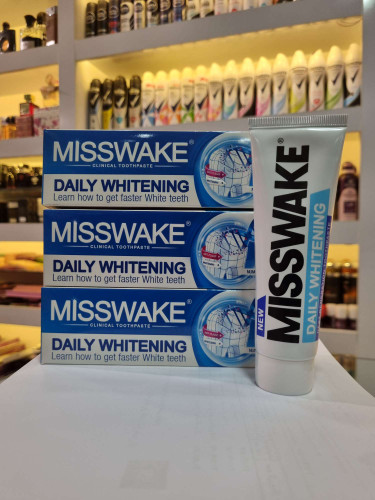 MISSWAKE®
CLINICAL TOOTHPASTE
DAILY WHITENING
Learn how to get faster White teeth
MISSWAKE®
CLINICAL TOOTHPASTE
DAILY WHITENING
Learn how to get faster White teeth
MISSWAKE®
CLINICAL TOOTHPASTE
DAILY WHITENING
Learn how to get faster White teeth
NEW
MISSWAKE®
DAILY WHITENING